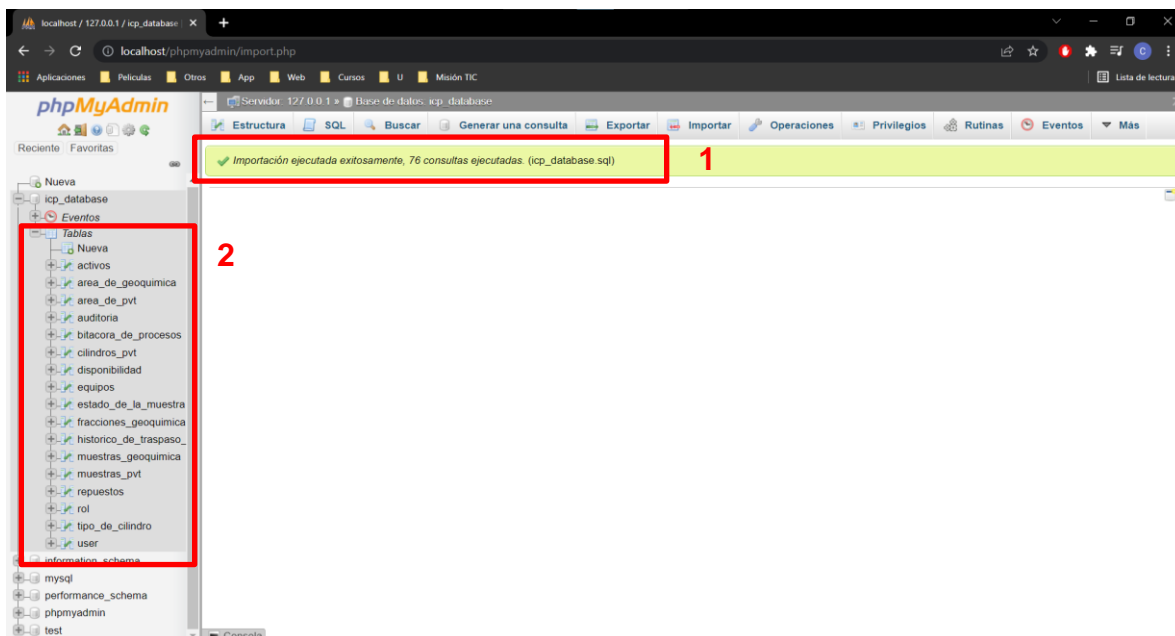 localhost / 127.0.0.1 / icp_database
localhost/phpmyadmin/import.php
Aplicaciones Peliculas Otros App Web Cursos U Misión TIC Lista de lectura
phpMyAdmin
Reciente Favoritas
Nueva
icp_database
Eventos
Tablas
Nueva
activos
area_de_geoquimica
area_de_pvt
auditoria
bitacora_de_procesos
cilindros_pvt
disponibilidad
equipos
estado_de_la_muestra
fracciones_geoquimica
historico_de_traspaso_
muestras_geoquimica
muestras_pvt
repuestos
rol
tipo_de_cilindro
user
information_schema
mysql
performance_schema
phpmyadmin
test
Servidor: 127.0.0.1 » Base de datos: icp_database
Estructura SQL Buscar Generar una consulta Exportar Importar Operaciones Privilegios Rutinas Eventos Más
Importación ejecutada exitosamente, 76 consultas ejecutadas. (icp_database.sql)
1
2
Consola